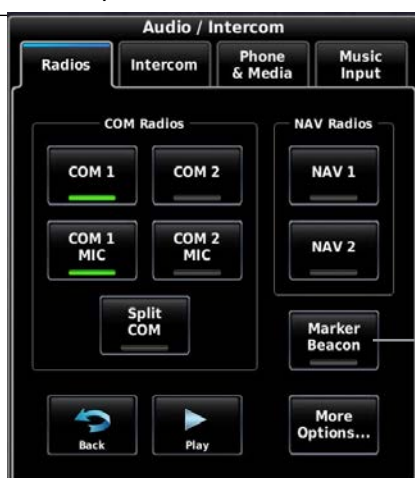 Audio / Intercom
Radios
Intercom
Phone
& Media
Music
Input
COM Radios
NAV Radios
COM 1
COM 2
NAV 1
COM 1
MIC
COM 2
MIC
NAV 2
Split
COM
Marker
Beacon
Back
Play
More
Options...